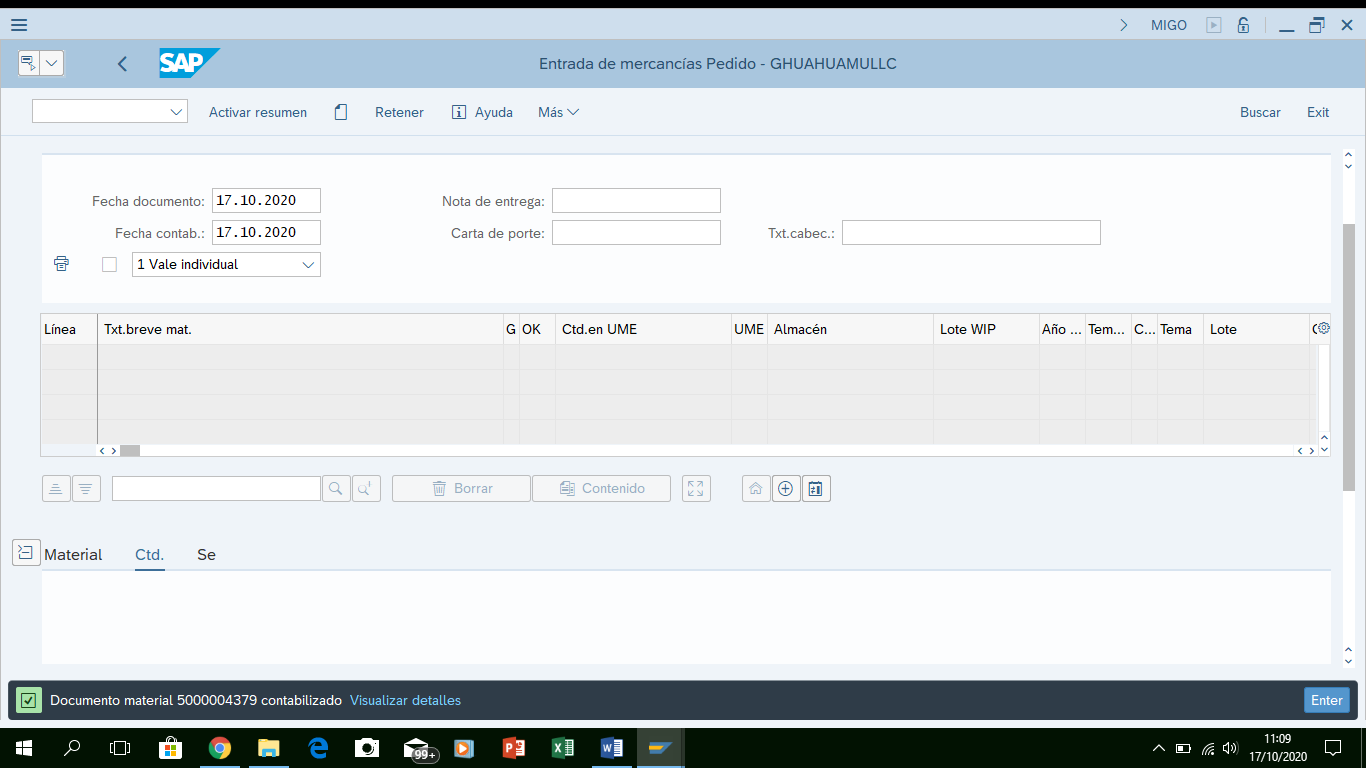 MIGO
SAP
Entrada de mercancías Pedido - GHUAHUAMULLC
Activar resumen Retener Ayuda Más Buscar Exit
Fecha documento: 17.10.2020 Nota de entrega:
Fecha contab.: 17.10.2020 Carta de porte: Txt.cabec.:
1 Vale individual
Línea Txt.breve mat. G OK Ctd.en UME UME Almacén Lote WIP Año ... Tem... C... Tema Lote
Borrar Contenido
Material Ctd. Se
Documento material 5000004379 contabilizado Visualizar detalles Enter
99+
11:09
17/10/2020